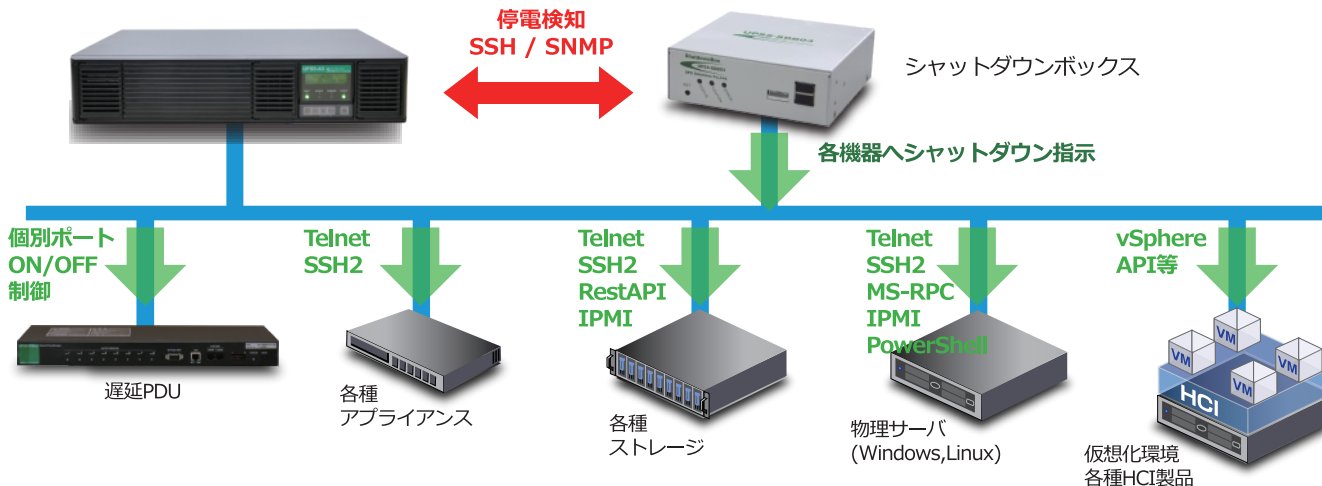 停電検知
SSH / SNMP
UPSS-SDB03
シャットダウンボックス
各機器へシャットダウン指示
個別ポート
ON/OFF
制御
Telnet
SSH2
Telnet
SSH2
RestAPI
IPMI
Telnet
SSH2
MS-RPC
IPMI
PowerShell
vSphere
API等
VM
VM
VM
VM
HCI
遅延PDU
各種
アプライアンス
各種
ストレージ
物理サーバ
(Windows,Linux)
仮想化環境
各種HCI製品